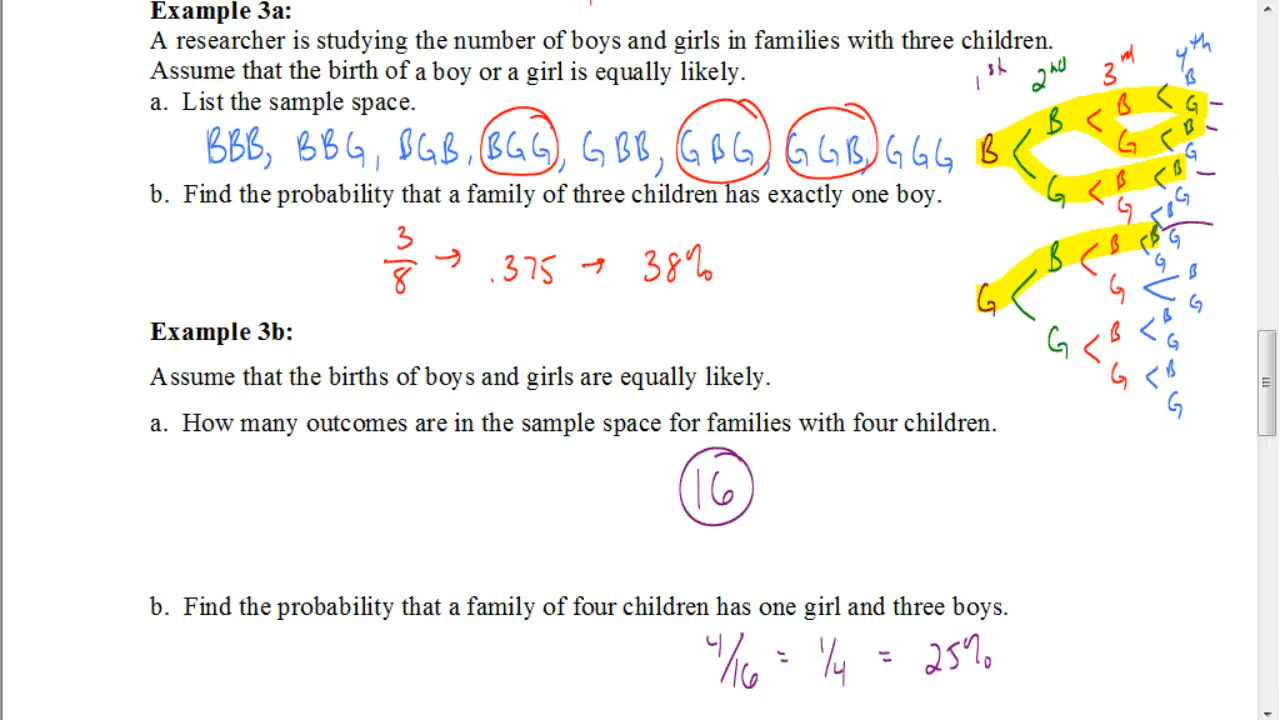 Example 3a:
A researcher is studying the number of boys and girls in families with three children.
Assume that the birth of a boy or a girl is equally likely.
a. List the sample space.
BBB, BBG, BGB, BGG, GBB, GBG, GGB, GGG
b. Find the probability that a family of three children has exactly one boy.
3/8 → .375 → 38%
Example 3b:
Assume that the births of boys and girls are equally likely.
a. How many outcomes are in the sample space for families with four children.
16
b. Find the probability that a family of four children has one girl and three boys.
4/16 = 1/4 = 25%
1st 2nd 3rd 4th
B < B < B < B
G
G < B
G
G < B < B
G
G < B
G
G < B < B < B
G
G < B
G
G < B < B
G
G < B
G